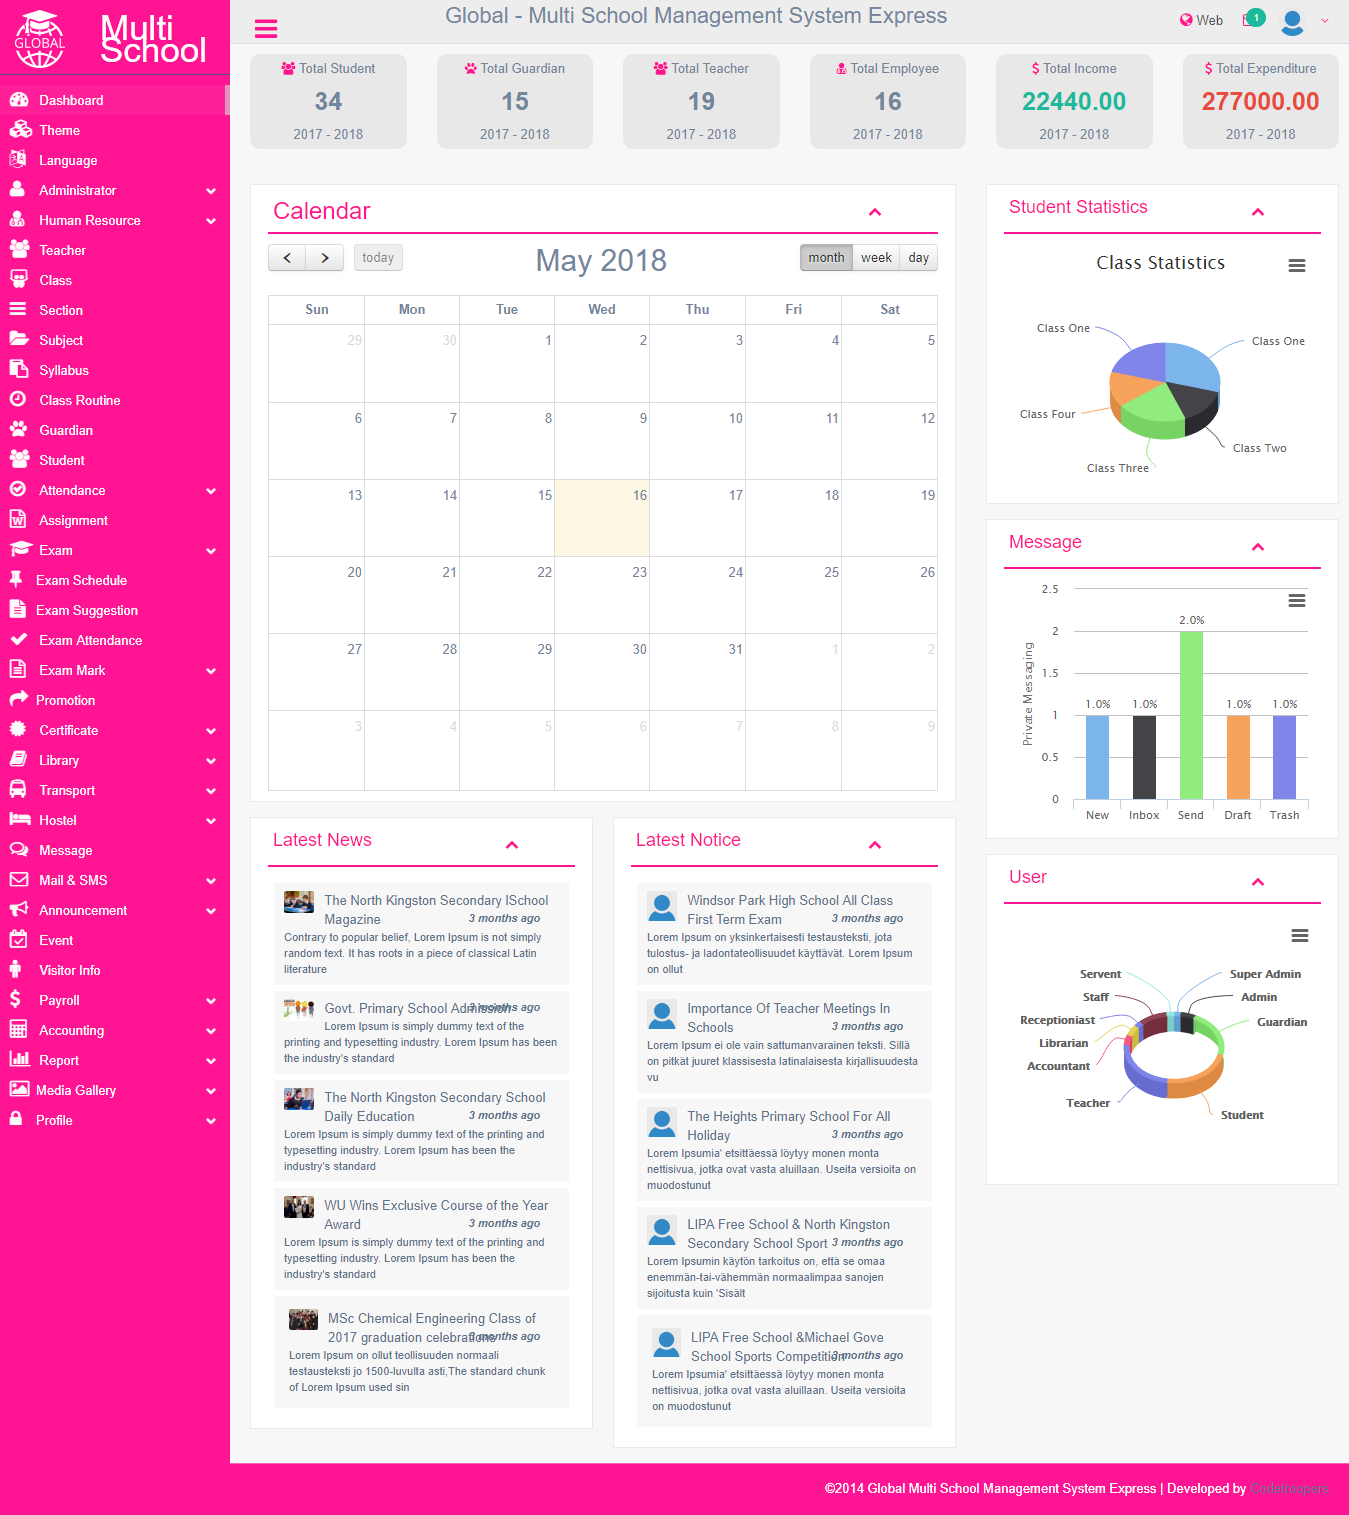 GLOBAL
Multi
School
Global - Multi School Management System Express
Web
1
Dashboard
Theme
Language
Administrator
Human Resource
Teacher
Class
Section
Subject
Syllabus
Class Routine
Guardian
Student
Attendance
Assignment
Exam
Exam Schedule
Exam Suggestion
Exam Attendance
Exam Mark
Promotion
Certificate
Library
Transport
Hostel
Message
Mail & SMS
Announcement
Event
Visitor Info
Payroll
Accounting
Report
Media Gallery
Profile
Total Student
34
2017 - 2018
Total Guardian
15
2017 - 2018
Total Teacher
19
2017 - 2018
Total Employee
16
2017 - 2018
$ Total Income
22440.00
2017 - 2018
$ Total Expenditure
277000.00
2017 - 2018
Calendar
today
May 2018
month week day
Sun Mon Tue Wed Thu Fri Sat
29 30 1 2 3 4 5
6 7 8 9 10 11 12
13 14 15 16 17 18 19
20 21 22 23 24 25 26
27 28 29 30 31 1 2
3 4 5 6 7 8 9
Student Statistics
Class Statistics
Class One
Class One
Class Four
Class Two
Class Three
Message
Private Messaging
2.5
2
1.5
1
0.5
0
1.0% 1.0% 2.0% 1.0% 1.0%
New Inbox Send Draft Trash
User
Servent
Super Admin
Staff
Admin
Receptioniast
Guardian
Librarian
Accountant
Teacher
Student
Latest News
The North Kingston Secondary ISchool
Magazine 3 months ago
Contrary to popular belief, Lorem Ipsum is not simply
random text. It has roots in a piece of classical Latin
literature
Govt. Primary School Admission 3 months ago
Lorem Ipsum is simply dummy text of the
printing and typesetting industry. Lorem Ipsum has been
the industry's standard
The North Kingston Secondary School
Daily Education 3 months ago
Lorem Ipsum is simply dummy text of the printing and
typesetting industry. Lorem Ipsum has been the
industry's standard
WU Wins Exclusive Course of the Year
Award 3 months ago
Lorem Ipsum is simply dummy text of the printing and
typesetting industry. Lorem Ipsum has been the
industry's standard
MSc Chemical Engineering Class of
2017 graduation celebrations 3 months ago
Lorem Ipsum on ollut teollisuuden normaali
testausteksti jo 1500-luvulta asti,The standard chunk
of Lorem Ipsum used sin
Latest Notice
Windsor Park High School All Class
First Term Exam 3 months ago
Lorem Ipsum on yksinkertaisesti testausteksti, jota
tulostus- ja ladontateollisuudet käyttävät. Lorem Ipsum
on ollut
Importance Of Teacher Meetings In
Schools 3 months ago
Lorem Ipsum ei ole vain sattumanvarainen teksti. Sillä
on pitkät juuret klassisesta latinalaisesta kirjallisuudesta
vu
The Heights Primary School For All
Holiday 3 months ago
Lorem Ipsumia' etsittäessä löytyy monen monta
nettisivua, jotka ovat vasta aluillaan. Useita versioita on
muodostunut
LIPA Free School & North Kingston
Secondary School Sport 3 months ago
Lorem Ipsumin käytön tarkoitus on, että se omaa
enemmän-tai-vähemmän normaalimpaa sanojen
sijoitusta kuin 'Sisält
LIPA Free School &Michael Gove
School Sports Competition 3 months ago
Lorem Ipsumia' etsittäessä löytyy monen monta
nettisivua, jotka ovat vasta aluillaan. Useita versioita
on muodostunut
©2014 Global Multi School Management System Express | Developed by Codetroopers